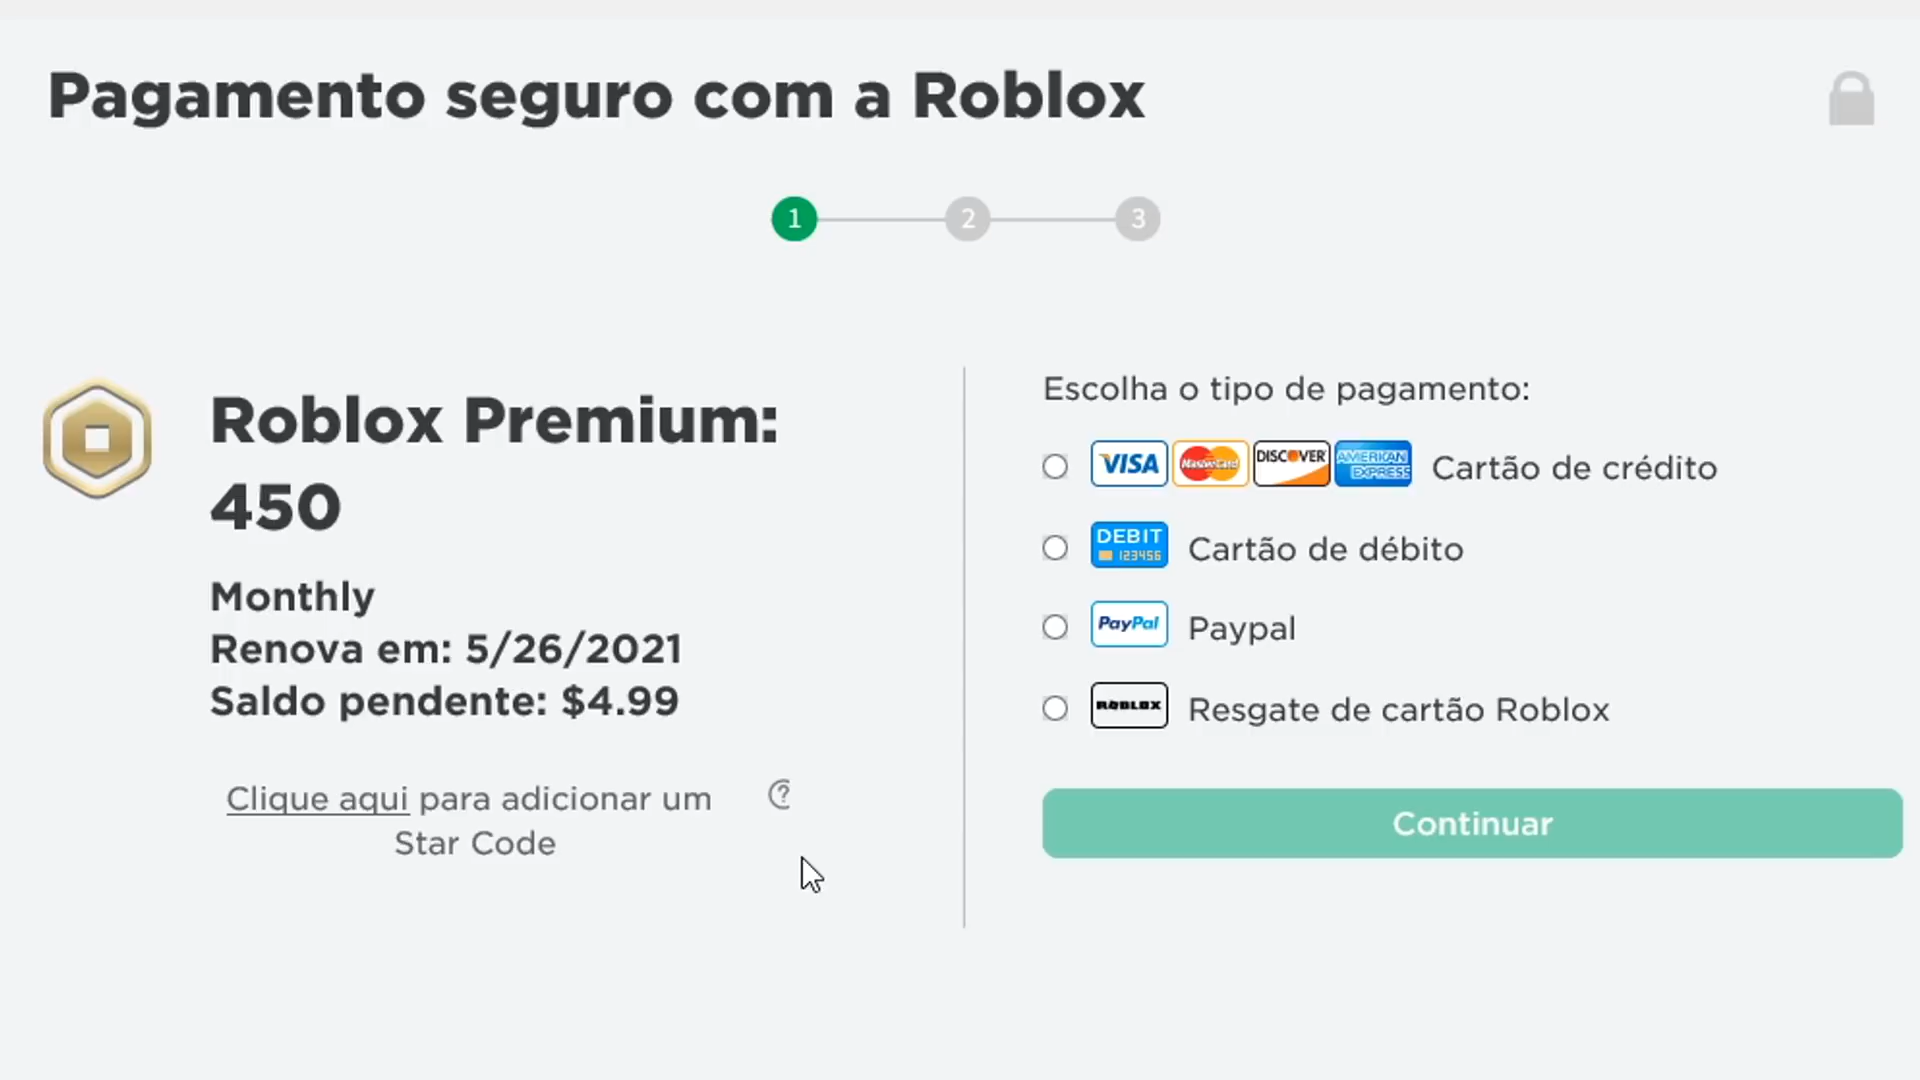 Pagamento seguro com a Roblox
1 2 3
Roblox Premium:
450
Monthly
Renova em: 5/26/2021
Saldo pendente: $4.99
Clique aqui para adicionar um
Star Code
?
Escolha o tipo de pagamento:
VISA MasterCard DISCOVER AMERICAN EXPRESS Cartão de crédito
DEBIT 123456 Cartão de débito
PayPal Paypal
ROBLOX Resgate de cartão Roblox
Continuar